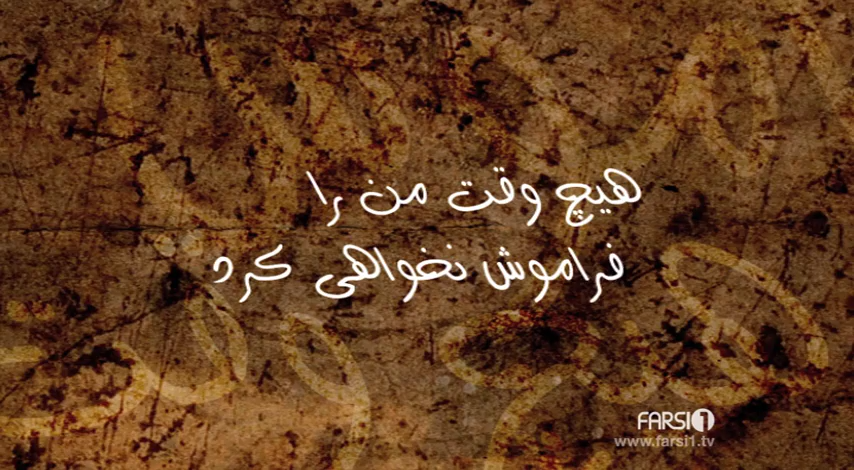 هیچ وقت من را
فراموش نخواهی کرد
FARSI1
www.farsi1.tv